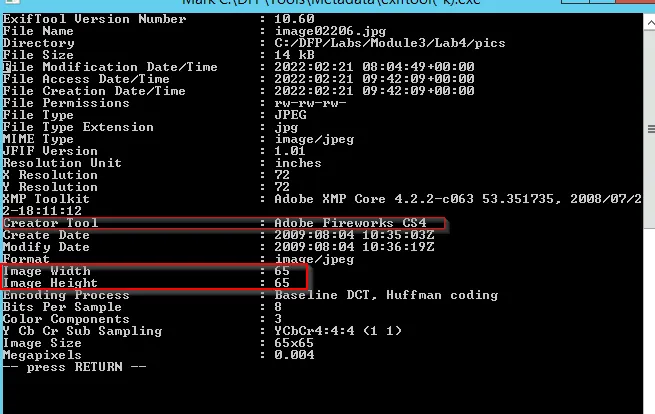 Mark C:\DFP\Tools\Metadata\exiftool(-k).exe
ExifTool Version Number : 10.60
File Name : image02206.jpg
Directory : C:/DFP/Labs/Module3/Lab4/pics
File Size : 14 kB
File Modification Date/Time : 2022:02:21 08:04:49+00:00
File Access Date/Time : 2022:02:21 09:42:09+00:00
File Creation Date/Time : 2022:02:21 09:42:09+00:00
File Permissions : rw-rw-rw-
File Type : JPEG
File Type Extension : jpg
MIME Type : image/jpeg
JFIF Version : 1.01
Resolution Unit : inches
X Resolution : 72
Y Resolution : 72
XMP Toolkit : Adobe XMP Core 4.2.2-c063 53.351735, 2008/07/2
2-18:11:12
Creator Tool : Adobe Fireworks CS4
Create Date : 2009:08:04 10:35:03Z
Modify Date : 2009:08:04 10:36:19Z
Format : image/jpeg
Image Width : 65
Image Height : 65
Encoding Process : Baseline DCT, Huffman coding
Bits Per Sample : 8
Color Components : 3
Y Cb Cr Sub Sampling : YCbCr4:4:4 (1 1)
Image Size : 65x65
Megapixels : 0.004
-- press RETURN --